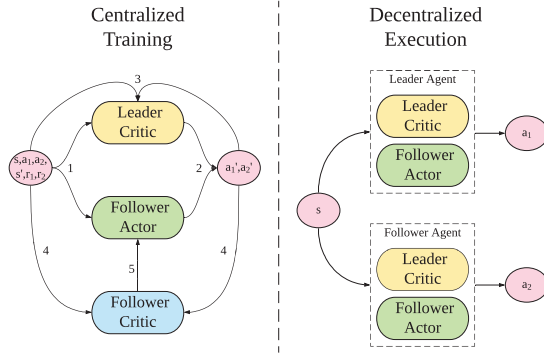 Centralized
Training
3
Leader
Critic
s,a₁,a₂,
s',r₁,r₂
1
2
a₁',a₂'
Follower
Actor
4
4
5
Follower
Critic
Decentralized
Execution
Leader Agent
Leader
Critic
Follower
Actor
a₁
s
Follower Agent
Leader
Critic
Follower
Actor
a₂